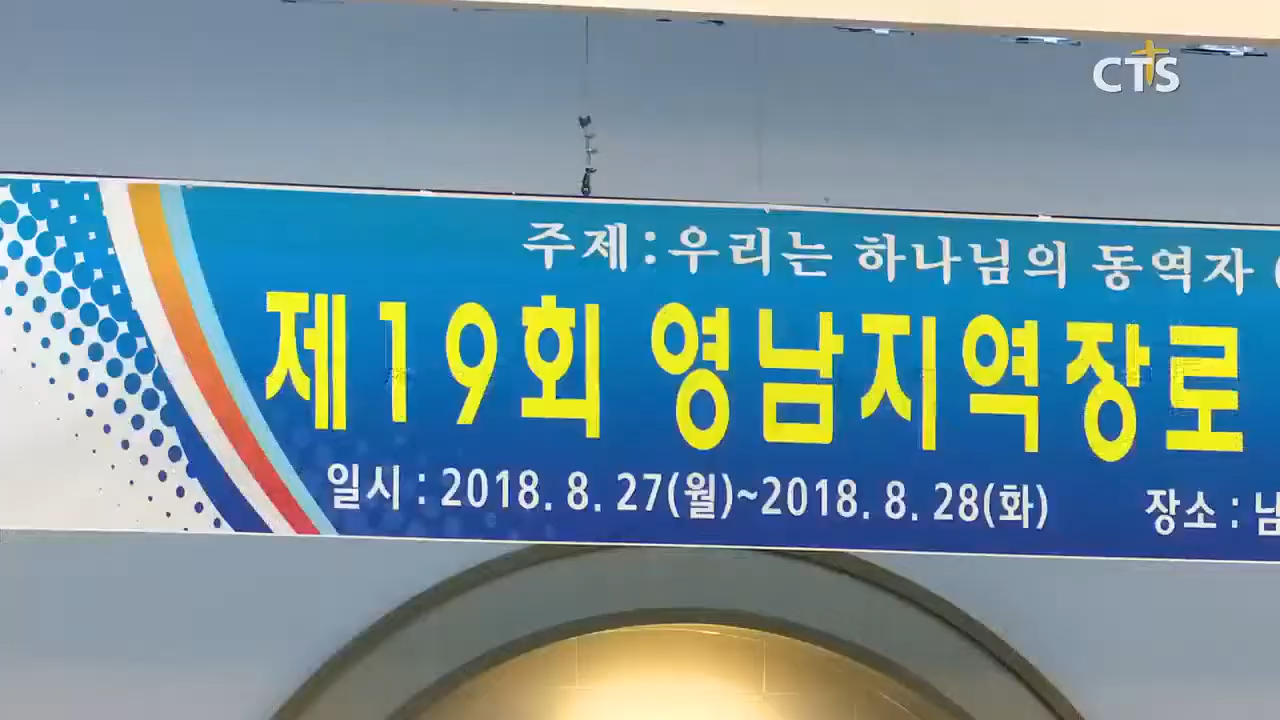 CTS
주제:우리는 하나님의 동역자 (
제19회 영남지역장로
일시 : 2018. 8. 27(월)~2018. 8. 28(화) 장소 : 남